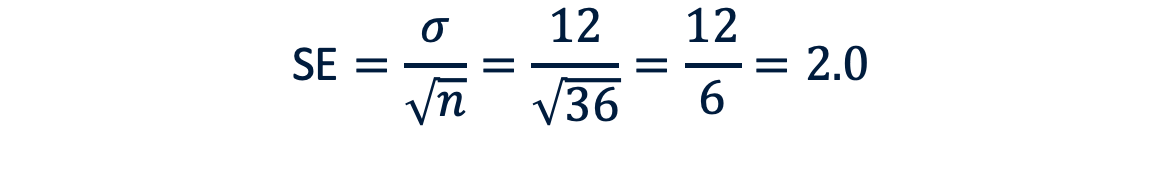 SE = σ/√n = 12/√36 = 12/6 = 2.0